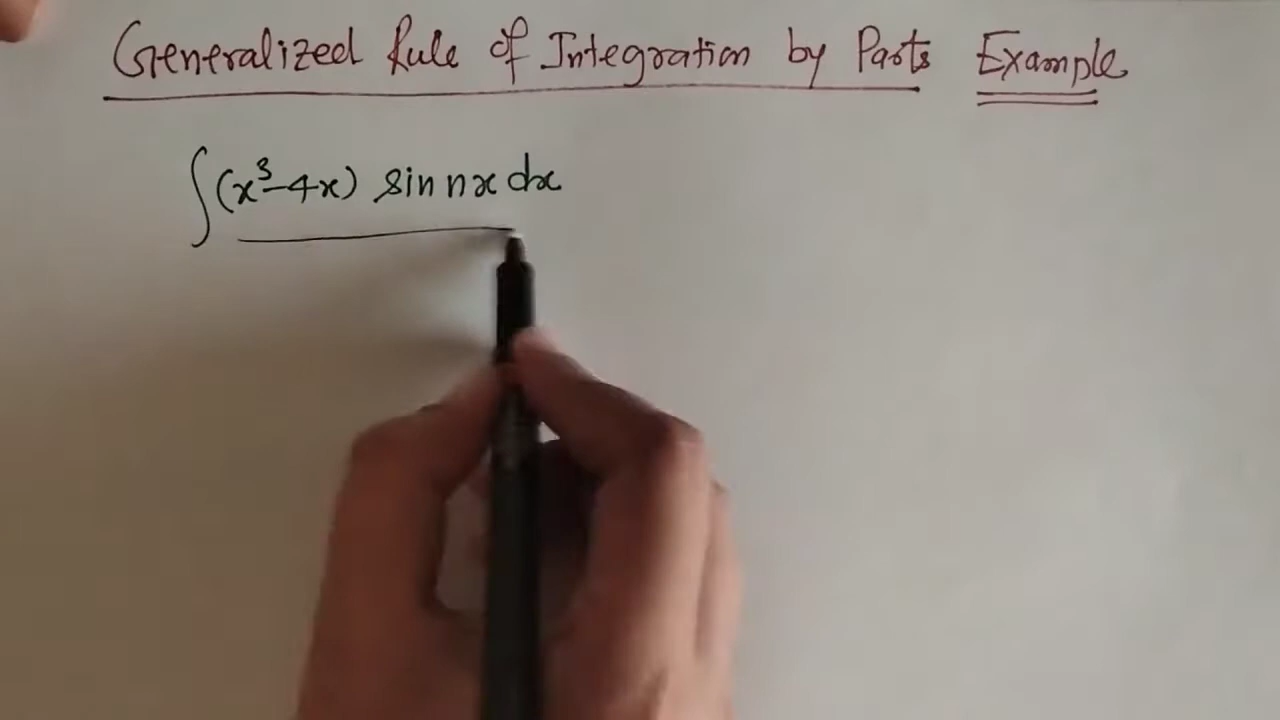 Generalized Rule of Integration by Parts Example
∫(x³-4x) sin nx dx